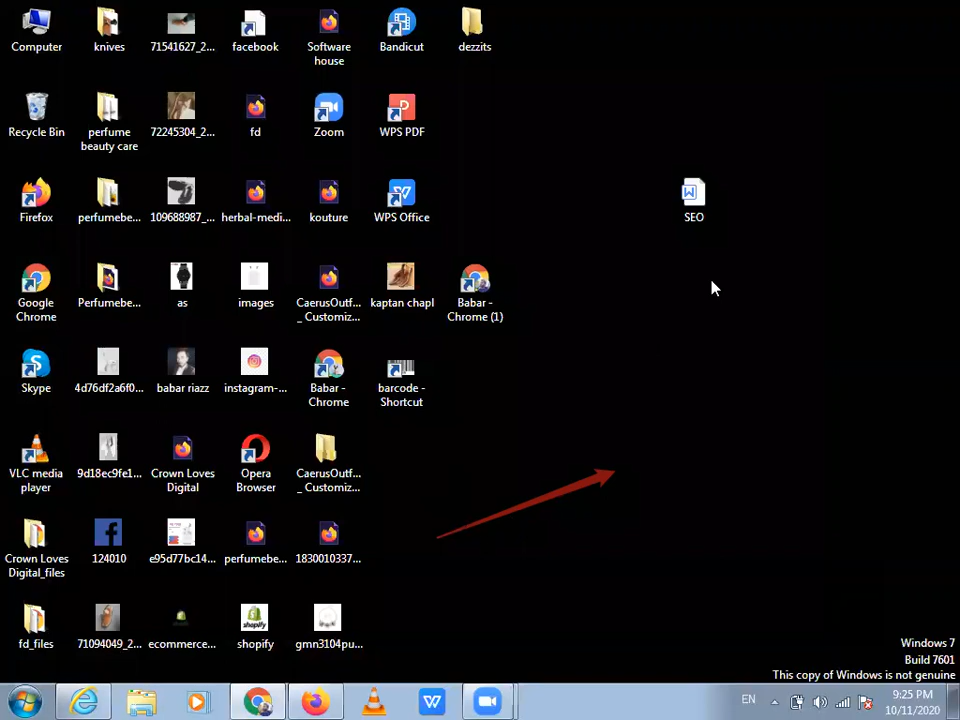 Computer
knives
71541627_2...
facebook
Software
house
Bandicut
dezzits
Recycle Bin
perfume
beauty care
72245304_2...
fd
Zoom
WPS PDF
Firefox
perfumebe...
109688987_...
herbal-medi...
kouture
WPS Office
SEO
Google
Chrome
Perfumebe...
as
images
CaerusOutf...
_ Customiz...
kaptan chapl
Babar -
Chrome (1)
Skype
4d76df2a6f0...
babar riazz
instagram-...
Babar -
Chrome
barcode -
Shortcut
VLC media
player
9d18ec9fe1...
Crown Loves
Digital
Opera
Browser
CaerusOutf...
_ Customiz...
Crown Loves
Digital_files
124010
e95d77bc14...
perfumebe...
1830010337...
fd_files
71094049_2...
ecommerce...
shopify
shopify
gmn3104pu...
Windows 7
Build 7601
This copy of Windows is not genuine
EN
9:25 PM
10/11/2020